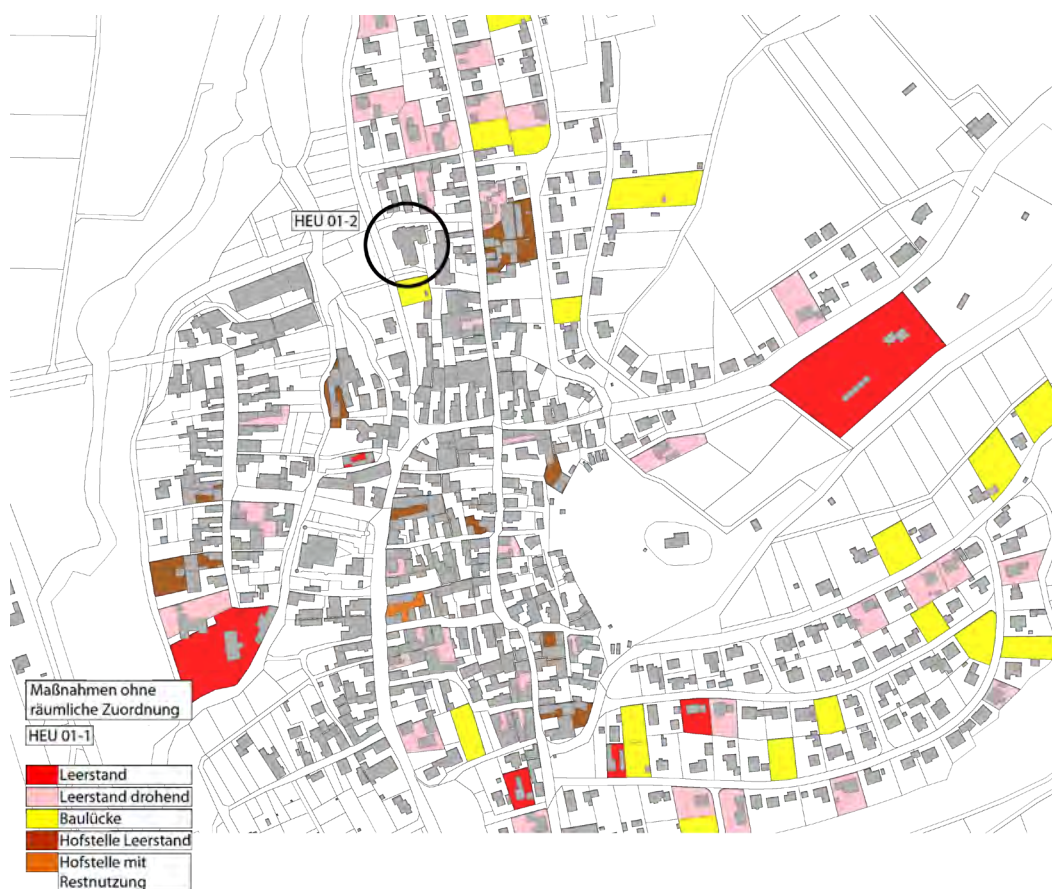 HEU 01-2
Maßnahmen ohne
räumliche Zuordnung
HEU 01-1
Leerstand
Leerstand drohend
Baulücke
Hofstelle Leerstand
Hofstelle mit
Restnutzung